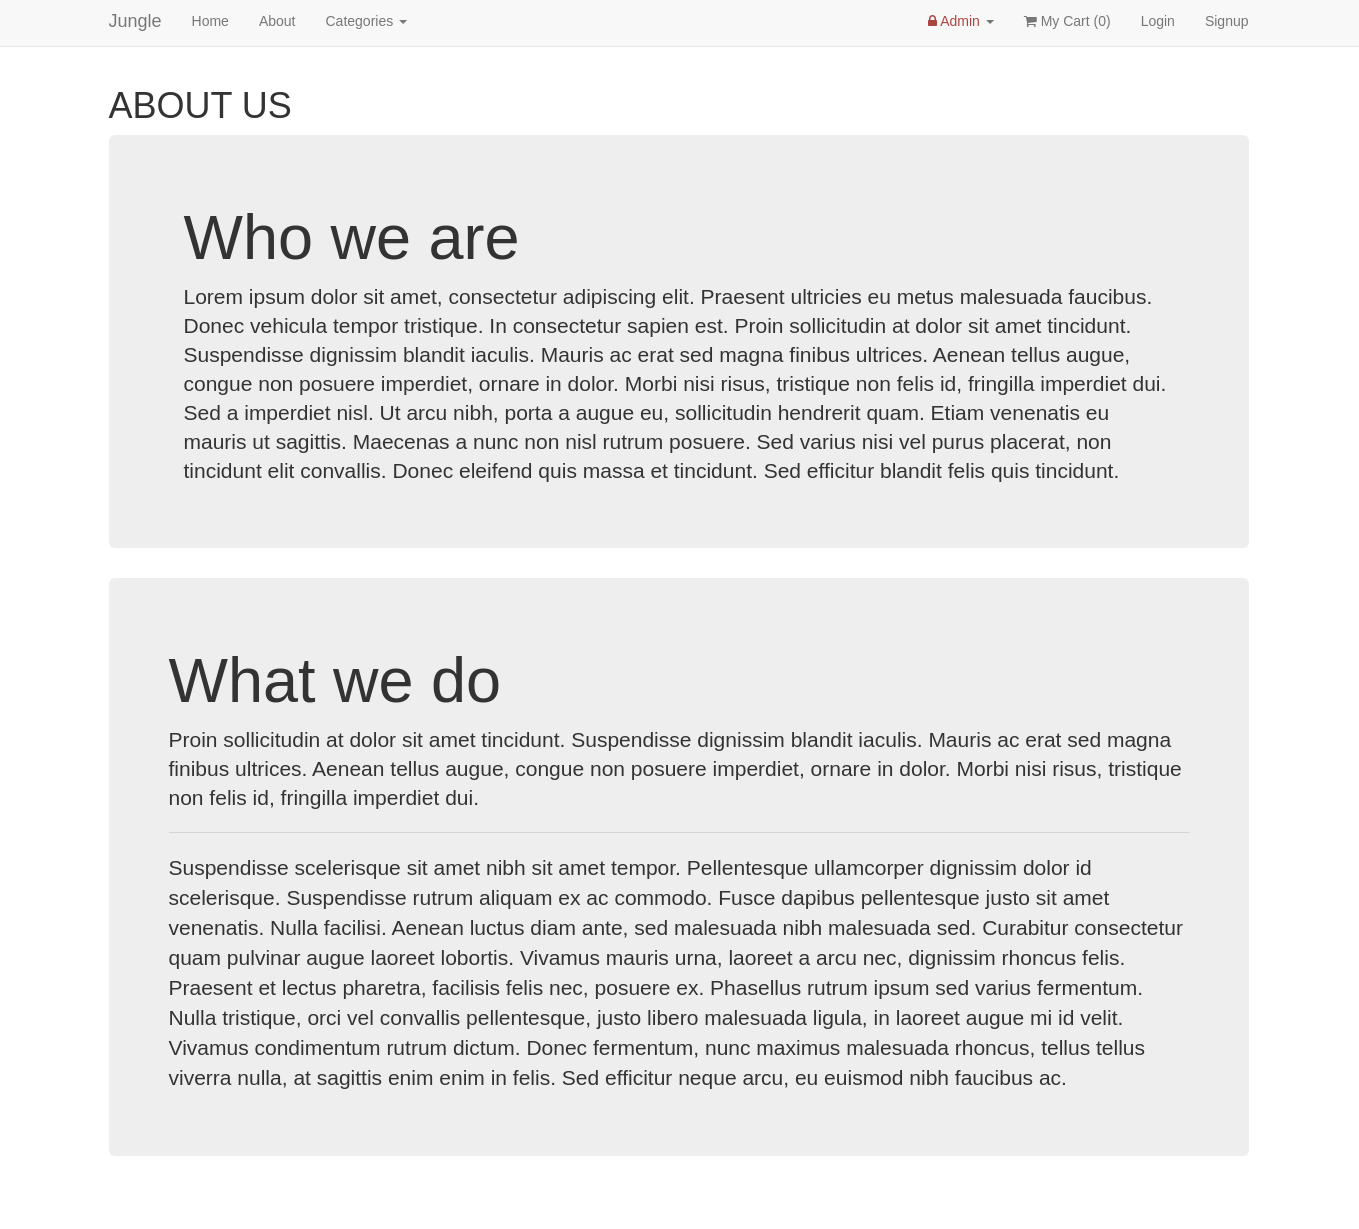 Jungle Home About Categories Admin My Cart (0) Login Signup
ABOUT US
Who we are
Lorem ipsum dolor sit amet, consectetur adipiscing elit. Praesent ultricies eu metus malesuada faucibus.
Donec vehicula tempor tristique. In consectetur sapien est. Proin sollicitudin at dolor sit amet tincidunt.
Suspendisse dignissim blandit iaculis. Mauris ac erat sed magna finibus ultrices. Aenean tellus augue,
congue non posuere imperdiet, ornare in dolor. Morbi nisi risus, tristique non felis id, fringilla imperdiet dui.
Sed a imperdiet nisl. Ut arcu nibh, porta a augue eu, sollicitudin hendrerit quam. Etiam venenatis eu
mauris ut sagittis. Maecenas a nunc non nisl rutrum posuere. Sed varius nisi vel purus placerat, non
tincidunt elit convallis. Donec eleifend quis massa et tincidunt. Sed efficitur blandit felis quis tincidunt.
What we do
Proin sollicitudin at dolor sit amet tincidunt. Suspendisse dignissim blandit iaculis. Mauris ac erat sed magna
finibus ultrices. Aenean tellus augue, congue non posuere imperdiet, ornare in dolor. Morbi nisi risus, tristique
non felis id, fringilla imperdiet dui.
Suspendisse scelerisque sit amet nibh sit amet tempor. Pellentesque ullamcorper dignissim dolor id
scelerisque. Suspendisse rutrum aliquam ex ac commodo. Fusce dapibus pellentesque justo sit amet
venenatis. Nulla facilisi. Aenean luctus diam ante, sed malesuada nibh malesuada sed. Curabitur consectetur
quam pulvinar augue laoreet lobortis. Vivamus mauris urna, laoreet a arcu nec, dignissim rhoncus felis.
Praesent et lectus pharetra, facilisis felis nec, posuere ex. Phasellus rutrum ipsum sed varius fermentum.
Nulla tristique, orci vel convallis pellentesque, justo libero malesuada ligula, in laoreet augue mi id velit.
Vivamus condimentum rutrum dictum. Donec fermentum, nunc maximus malesuada rhoncus, tellus tellus
viverra nulla, at sagittis enim enim in felis. Sed efficitur neque arcu, eu euismod nibh faucibus ac.